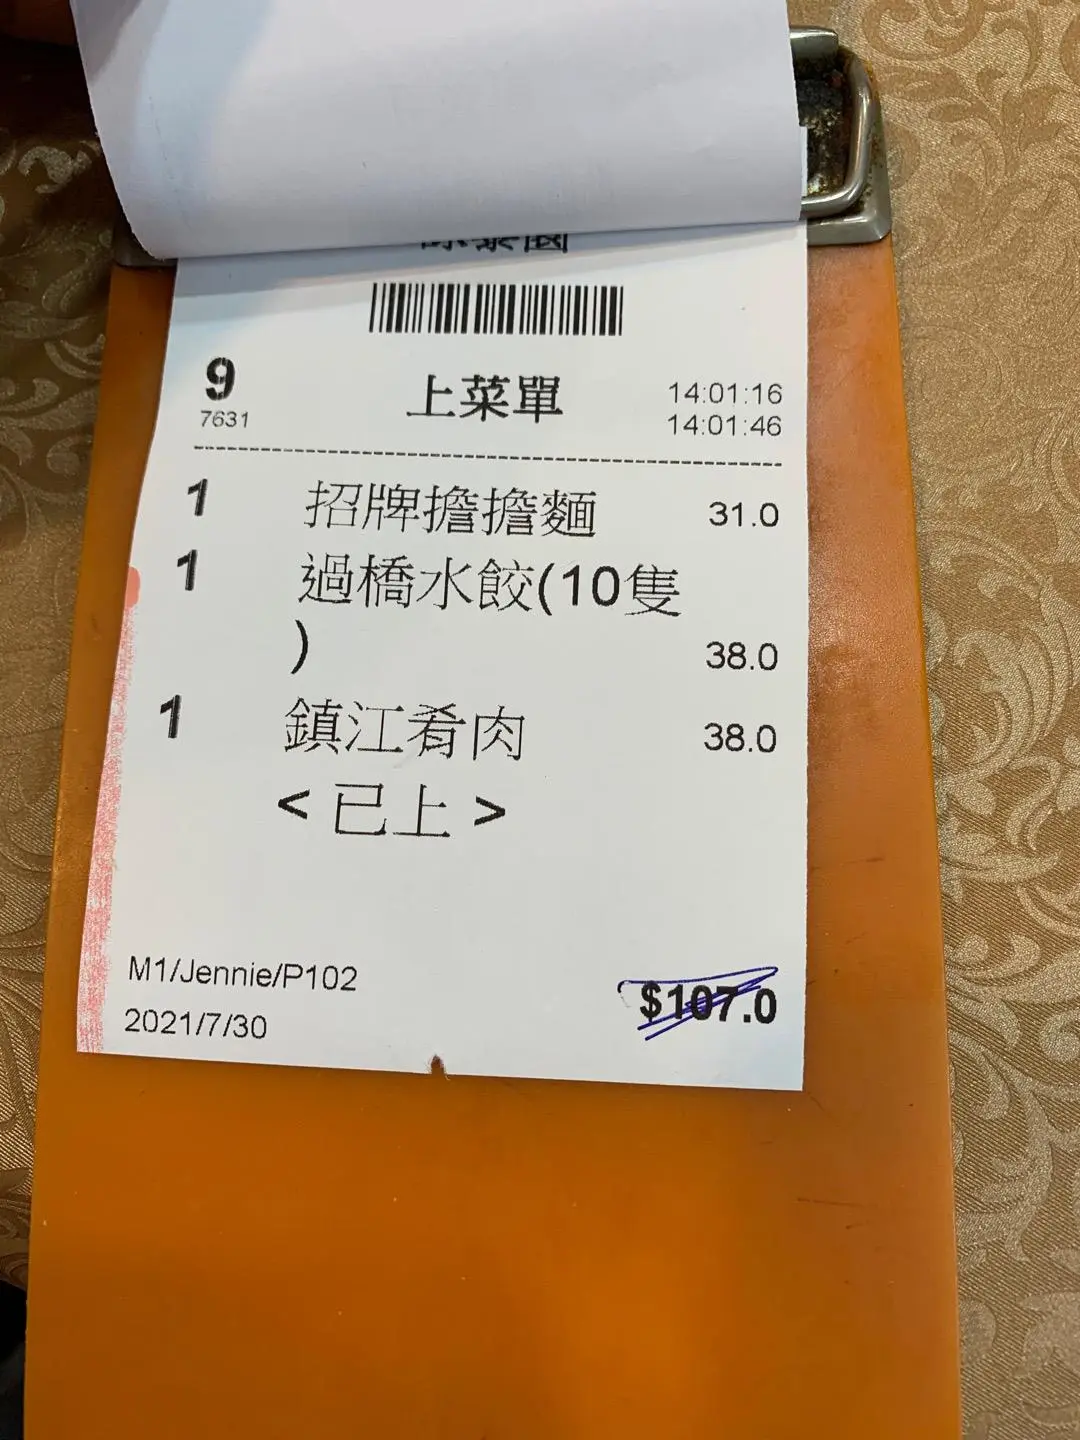 9
上菜單
14:01:16
7631
14:01:46
1 招牌擔擔麵 31.0
1 過橋水餃(10隻
) 38.0
1 鎮江肴肉 38.0
<已上>
M1/Jennie/P102
$107.0
2021/7/30